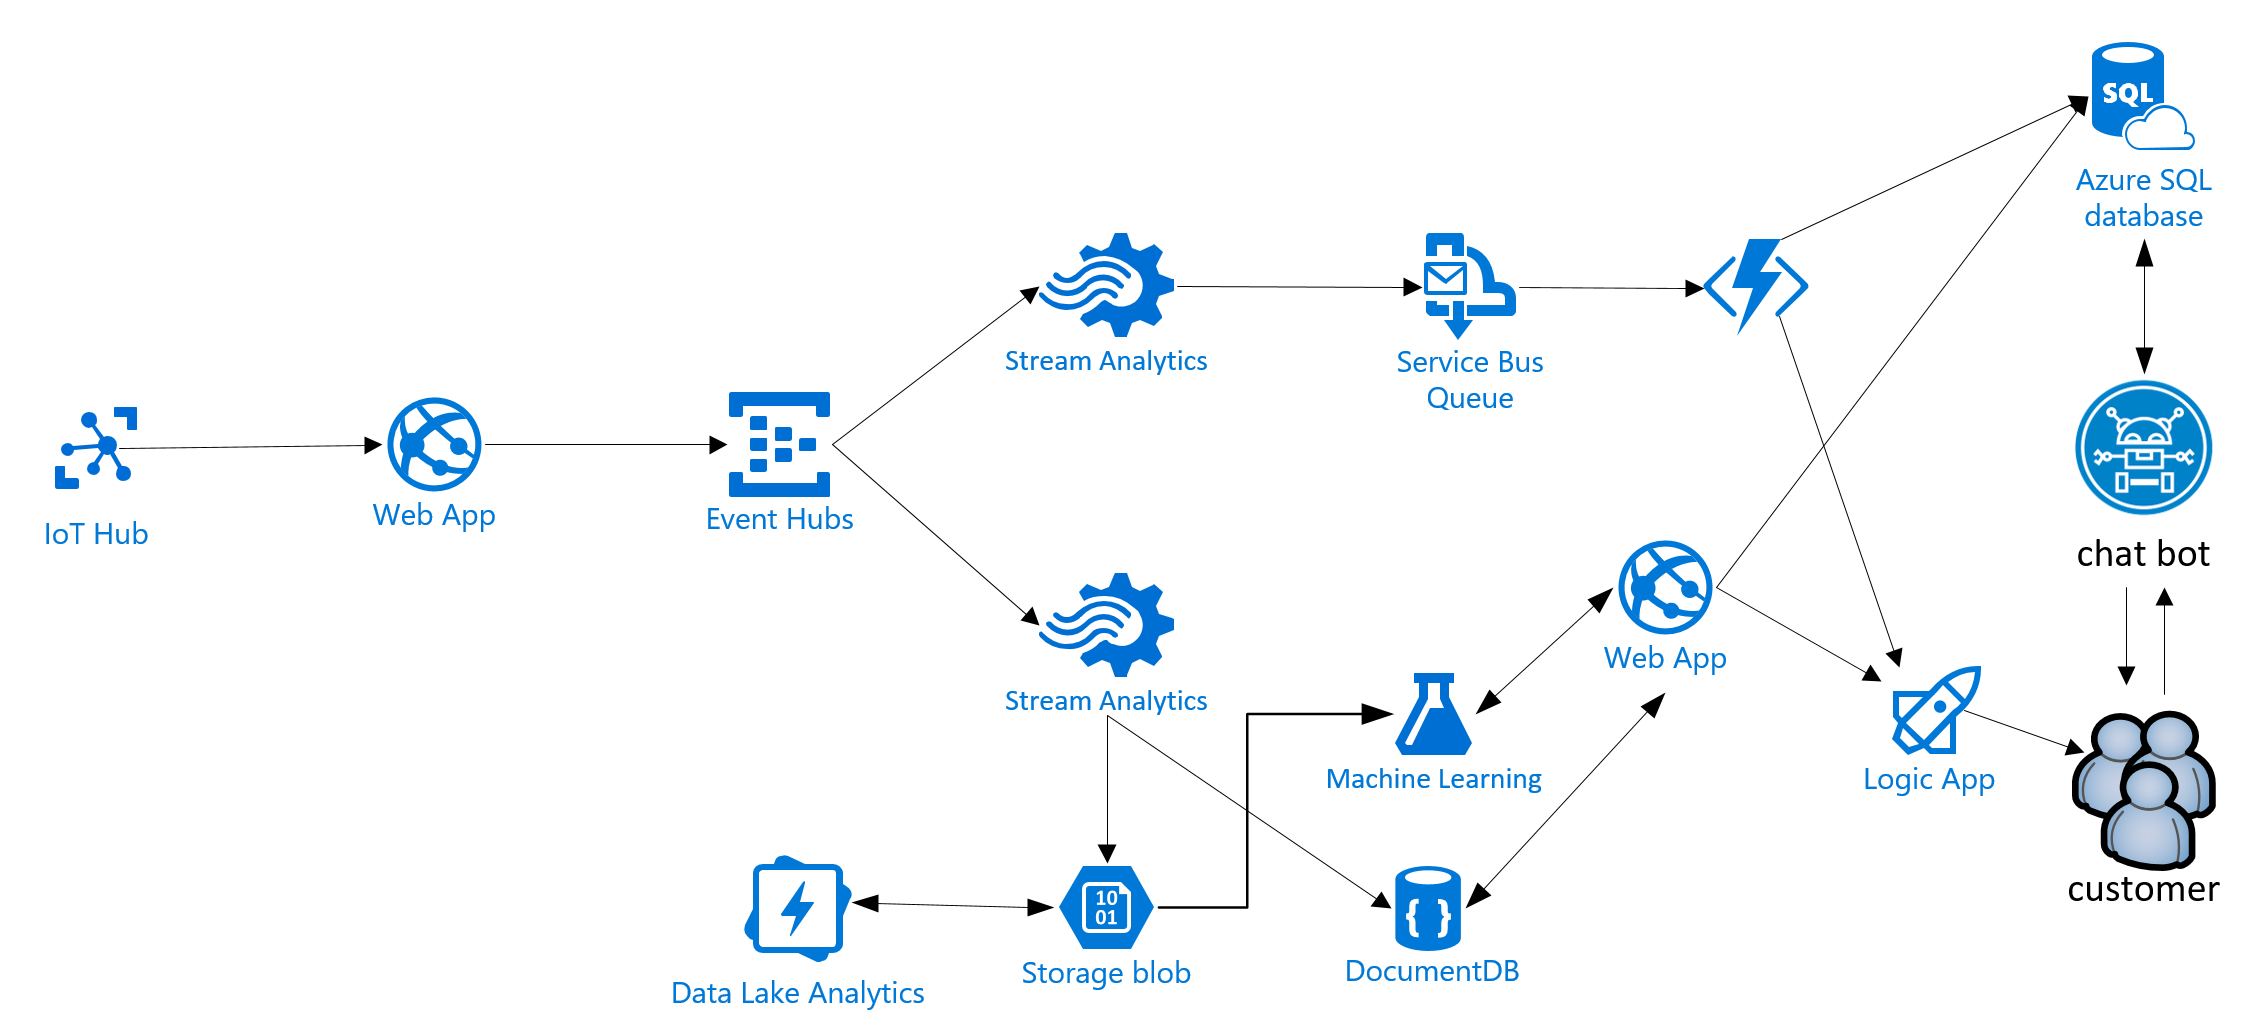 SQL
Azure SQL
database
Stream Analytics
Service Bus
Queue
IoT Hub
Web App
Event Hubs
chat bot
Stream Analytics
Web App
Machine Learning
Logic App
customer
10
01
{ }
Data Lake Analytics
Storage blob
DocumentDB